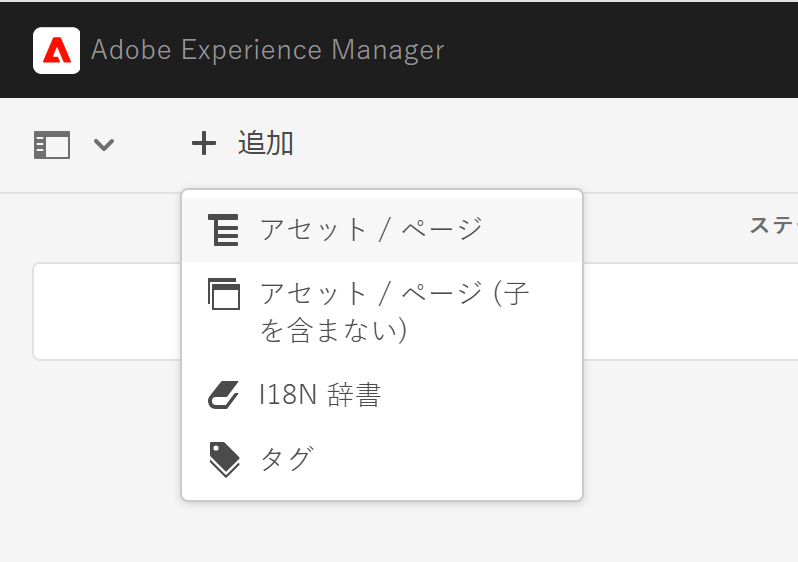 Adobe Experience Manager
追加
アセット / ページ
ステ
アセット / ページ (子
を含まない)
I18N 辞書
タグ